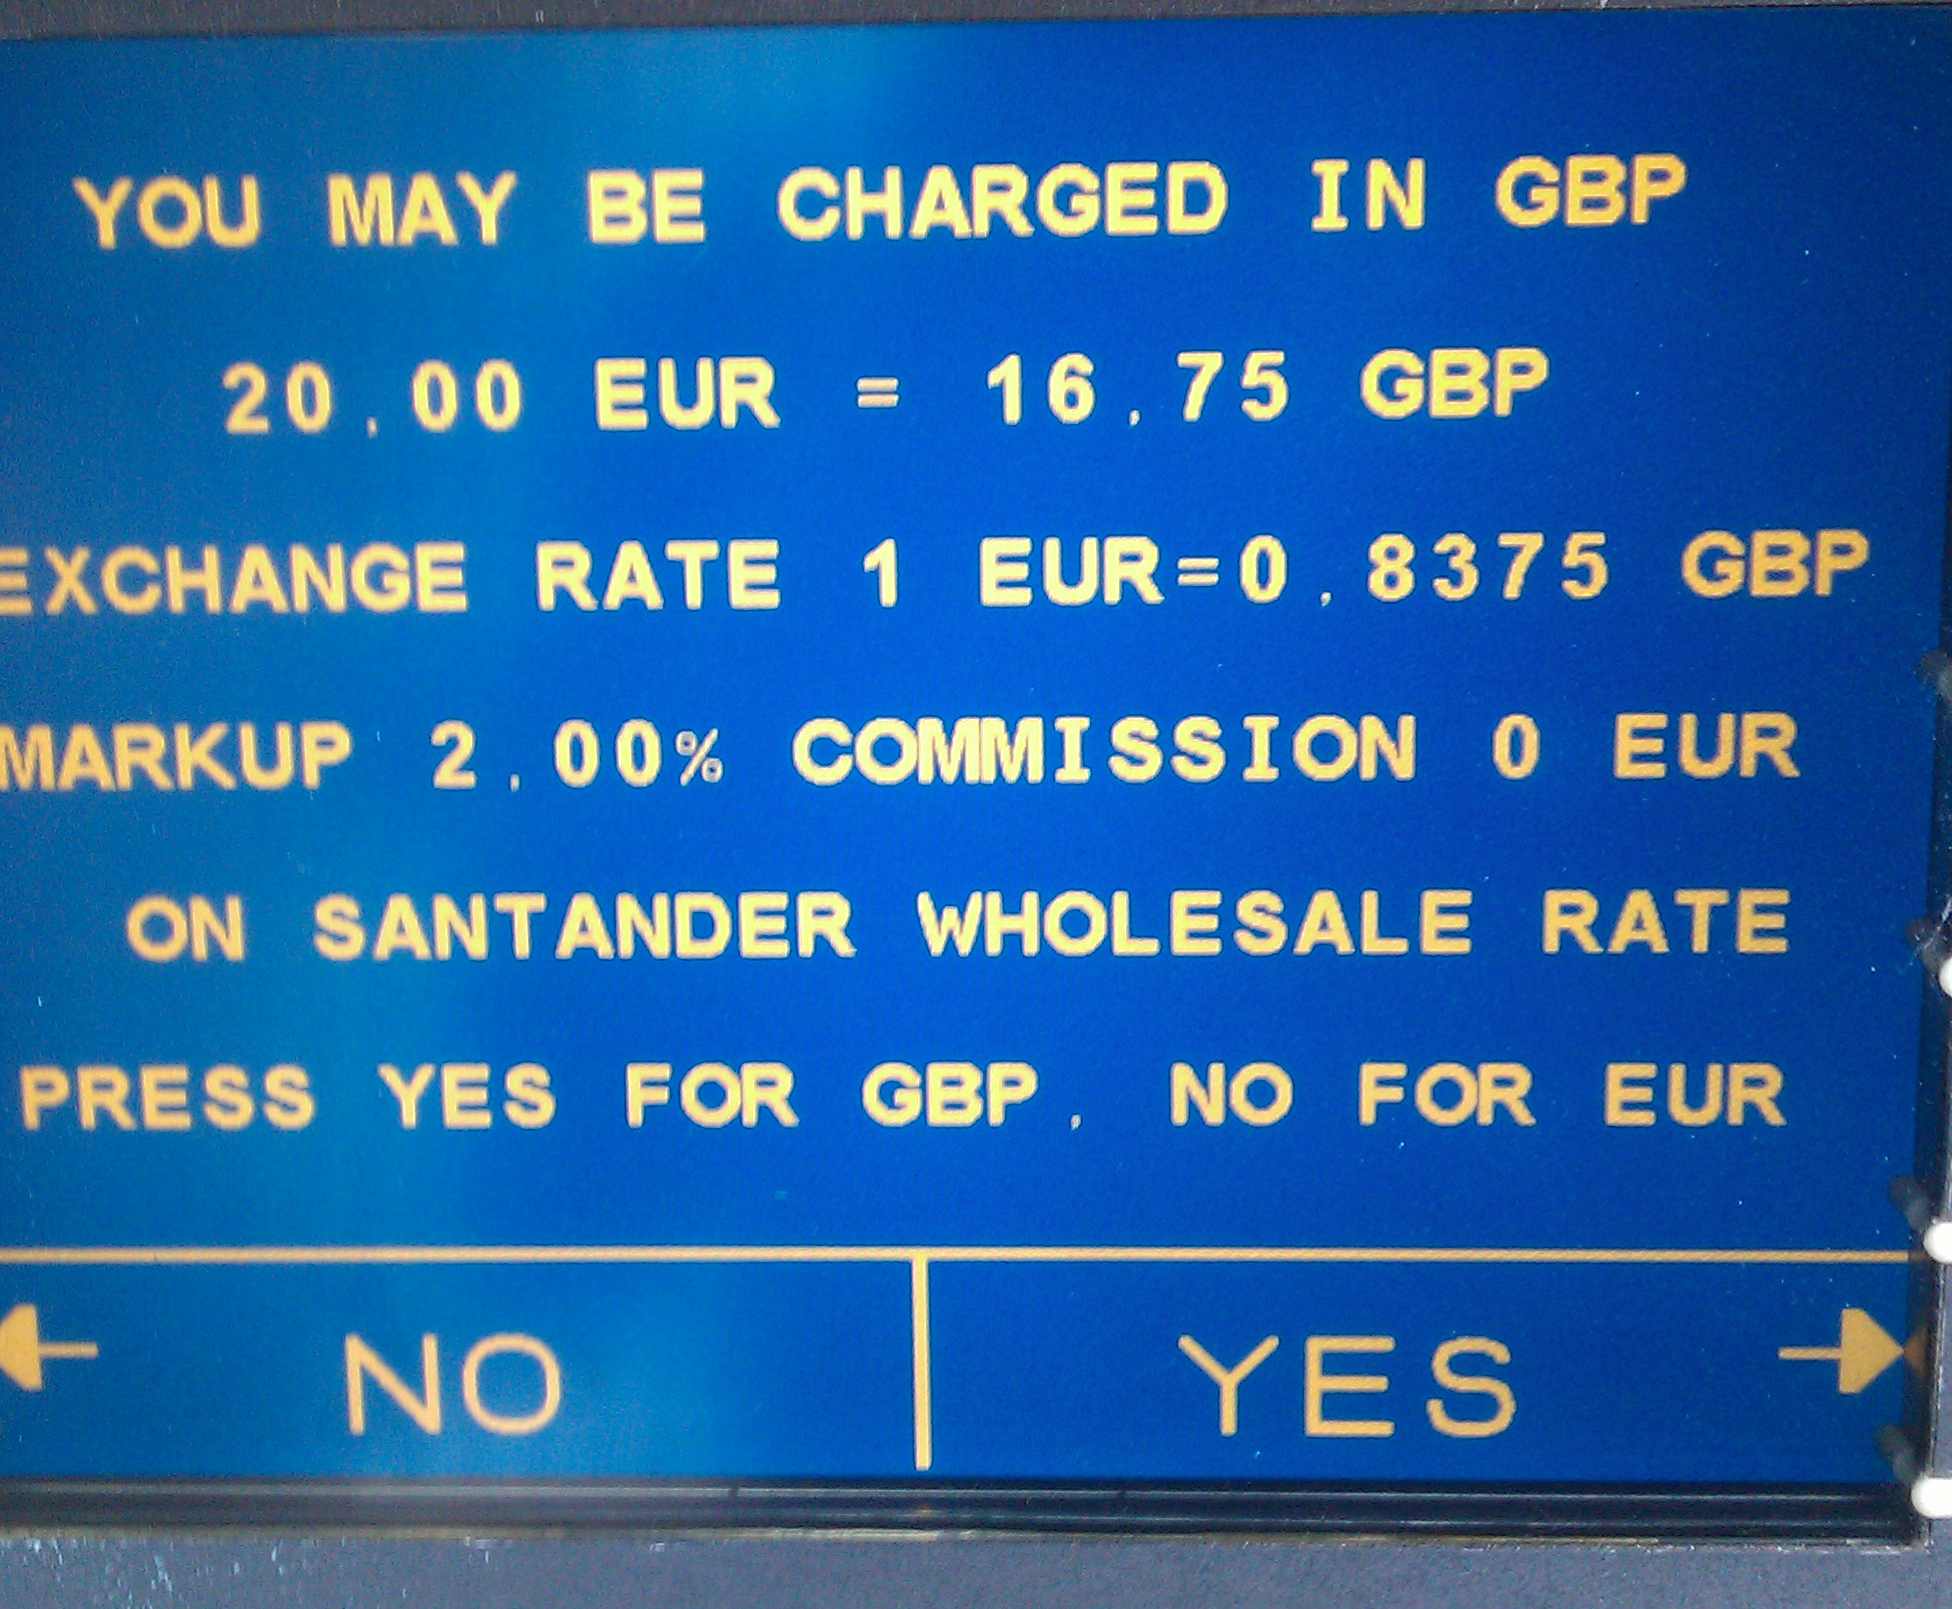 YOU MAY BE CHARGED IN GBP
20.00 EUR = 16.75 GBP
EXCHANGE RATE 1 EUR=0.8375 GBP
MARKUP 2.00% COMMISSION 0 EUR
ON SANTANDER WHOLESALE RATE
PRESS YES FOR GBP, NO FOR EUR
NO YES